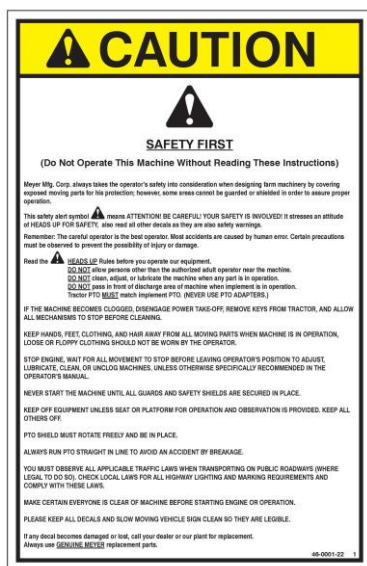 CAUTION
SAFETY FIRST
(Do Not Operate This Machine Without Reading These Instructions)
Meyer Mfg. Corp. always takes the operator's safety into consideration when designing farm machinery by covering
exposed moving parts for his protection; however, some areas cannot be guarded or shielded in order to assure proper
operation.
This safety alert symbol means ATTENTION! BE CAREFUL! YOUR SAFETY IS INVOLVED! It stresses an attitude
of HEADS UP FOR SAFETY, also read all other decals as they are also safety warnings.
Remember: The careful operator is the best operator. Most accidents are caused by human error. Certain precautions
must be observed to prevent the possibility of injury or damage.
Read the HEADS UP Rules before you operate our equipment.
DO NOT allow persons other than the authorized adult operator near the machine.
DO NOT clean, adjust, or lubricate the machine when any part is in operation.
DO NOT pass in front of discharge area of machine when implement is in operation.
Tractor PTO MUST match implement PTO. (NEVER USE PTO ADAPTERS.)
IF THE MACHINE BECOMES CLOGGED, DISENGAGE POWER TAKE-OFF, REMOVE KEYS FROM TRACTOR, AND ALLOW
ALL MECHANISMS TO STOP BEFORE CLEANING.
KEEP HANDS, FEET, CLOTHING, AND HAIR AWAY FROM ALL MOVING PARTS WHEN MACHINE IS IN OPERATION,
LOOSE OR FLOPPY CLOTHING SHOULD NOT BE WORN BY THE OPERATOR.
STOP ENGINE, WAIT FOR ALL MOVEMENT TO STOP BEFORE LEAVING OPERATOR'S POSITION TO ADJUST,
LUBRICATE, CLEAN, OR UNCLOG MACHINES. UNLESS OTHERWISE SPECIFICALLY RECOMMENDED IN THE
OPERATOR'S MANUAL.
NEVER START THE MACHINE UNTIL ALL GUARDS AND SAFETY SHIELDS ARE SECURED IN PLACE.
KEEP OFF EQUIPMENT UNLESS SEAT OR PLATFORM FOR OPERATION AND OBSERVATION IS PROVIDED. KEEP ALL
OTHERS OFF.
PTO SHIELD MUST ROTATE FREELY AND BE IN PLACE.
ALWAYS RUN PTO STRAIGHT IN LINE TO AVOID AN ACCIDENT BY BREAKAGE.
YOU MUST OBSERVE ALL APPLICABLE TRAFFIC LAWS WHEN TRANSPORTING ON PUBLIC ROADWAYS (WHERE
LEGAL TO DO SO). CHECK LOCAL LAWS FOR ALL HIGHWAY LIGHTING AND MARKING REQUIREMENTS AND
COMPLY WITH THESE LAWS.
MAKE CERTAIN EVERYONE IS CLEAR OF MACHINE BEFORE STARTING ENGINE OR OPERATION.
PLEASE KEEP ALL DECALS AND SLOW MOVING VEHICLE SIGN CLEAN SO THEY ARE LEGIBLE.
If any decal becomes damaged or lost, call your dealer or our plant for replacement.
Always use GENUINE MEYER replacement parts.
46-0001-22 1